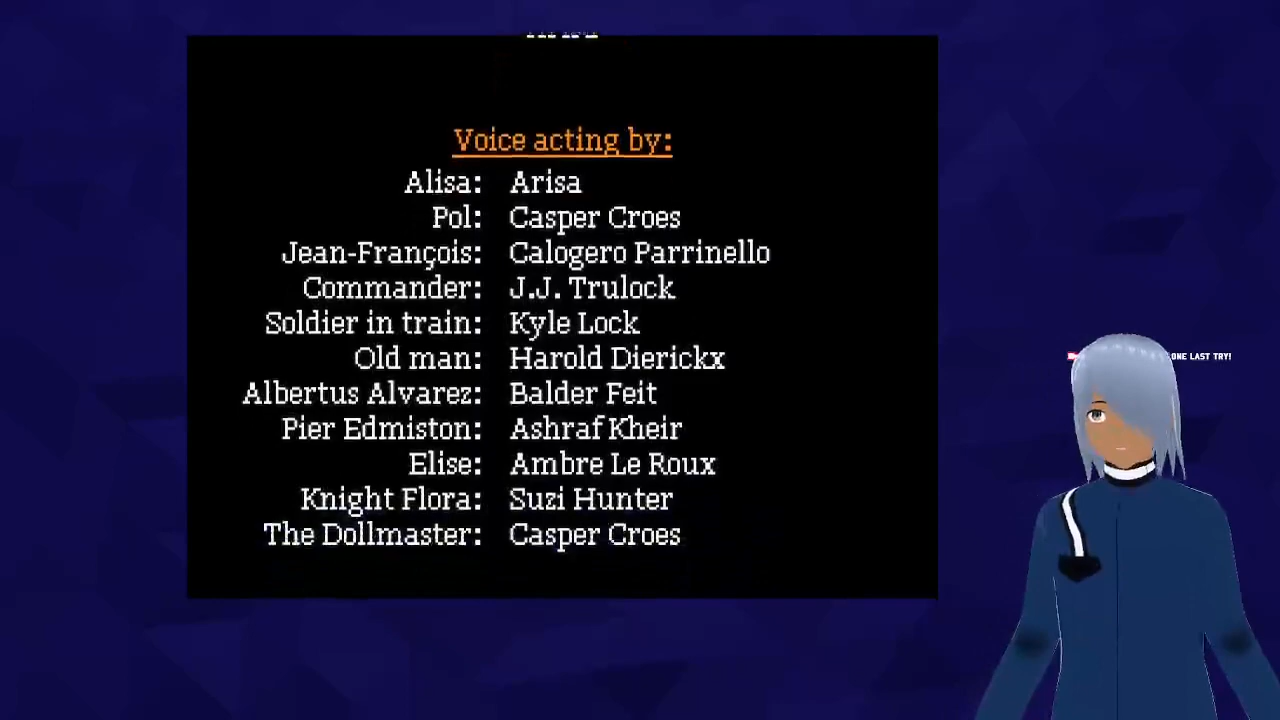 Voice acting by:
Alisa: Arisa
Pol: Casper Croes
Jean-François: Calogero Parrinello
Commander: J.J. Trulock
Soldier in train: Kyle Lock
Old man: Harold Dierickx
Albertus Alvarez: Balder Feit
Pier Edmiston: Ashraf Kheir
Elise: Ambre Le Roux
Knight Flora: Suzi Hunter
The Dollmaster: Casper Croes
ONE LAST TRY!